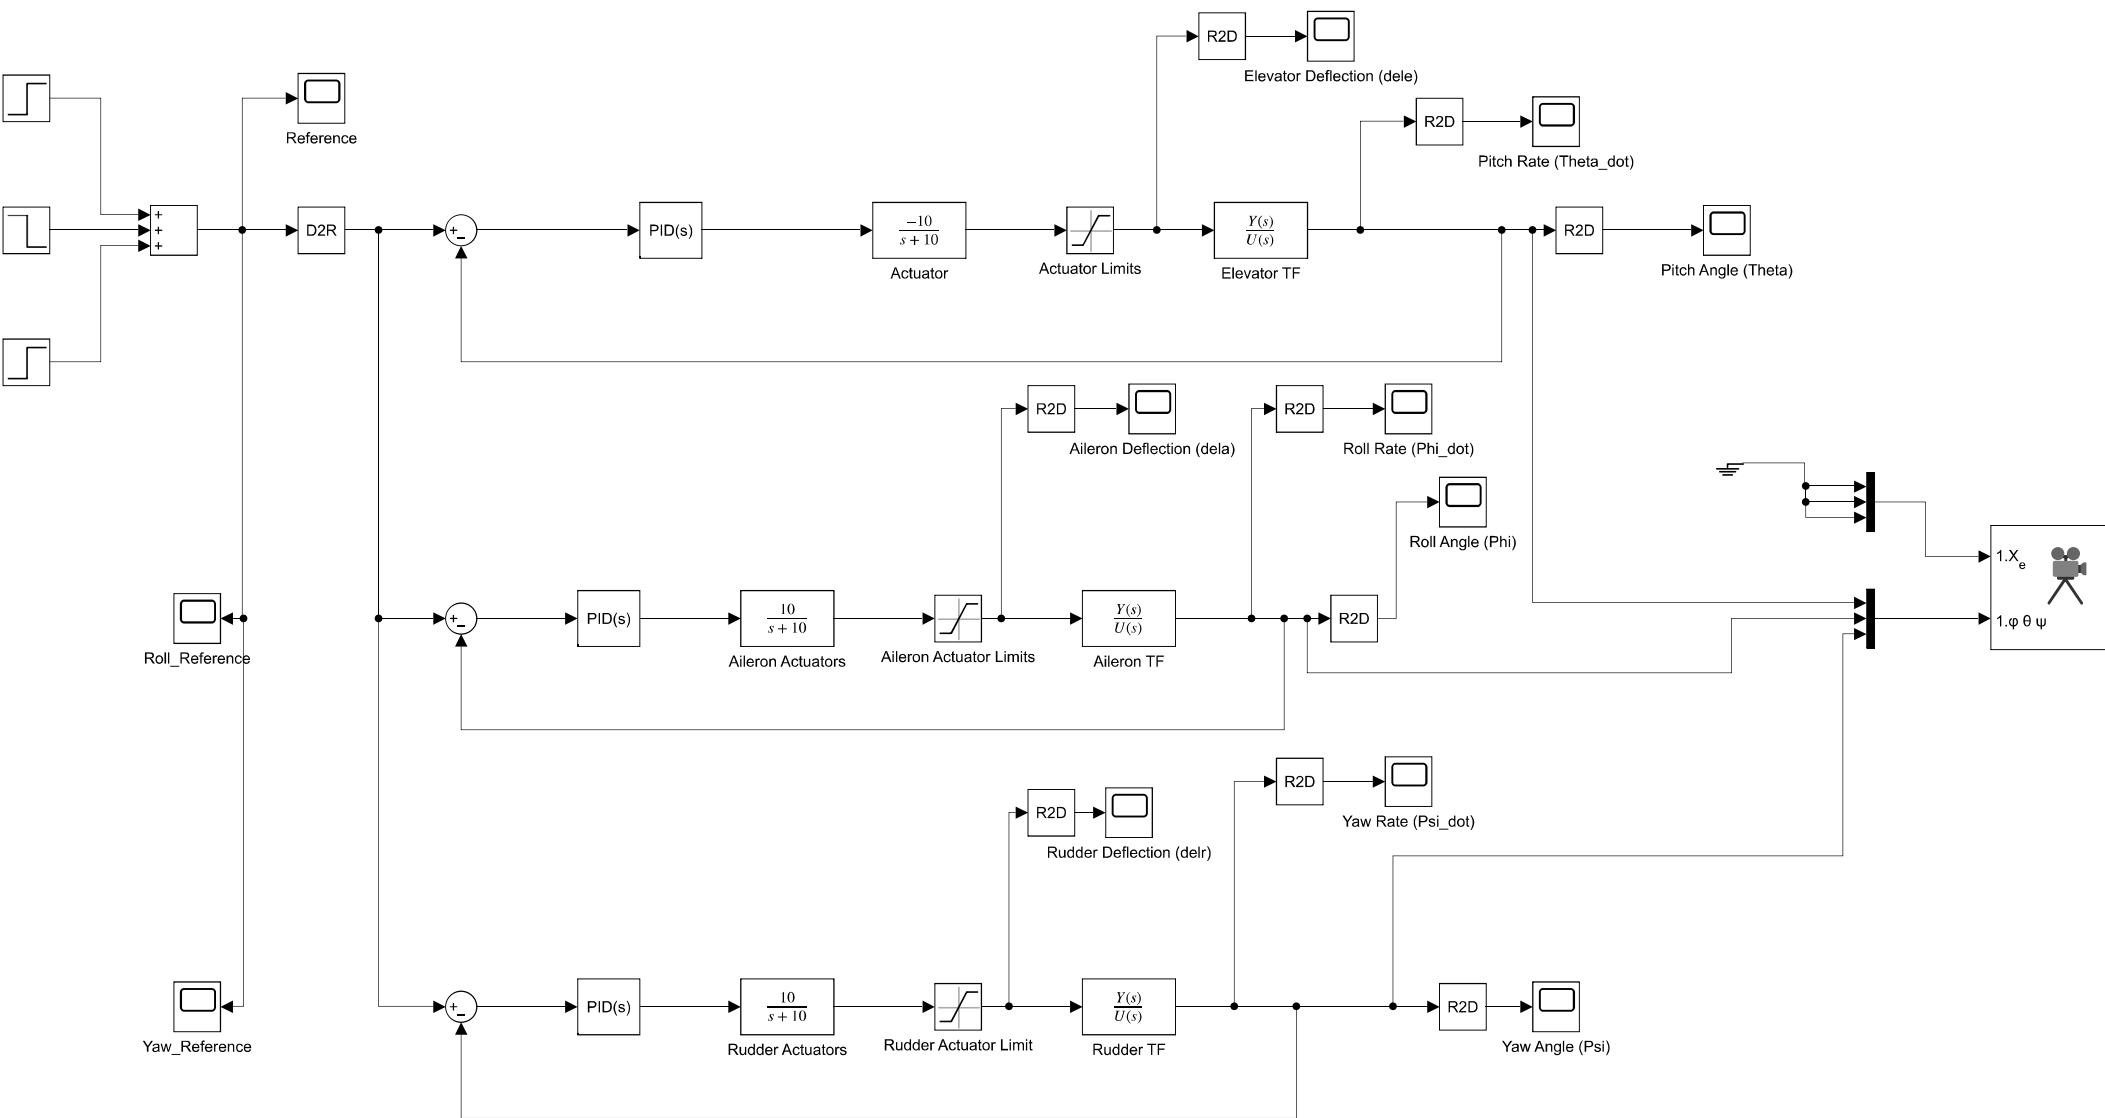 R2D
Elevator Deflection (dele)
Reference
R2D
Pitch Rate (Theta_dot)
+
+
+
D2R
+
−
PID(s)
−10
s + 10
Actuator
Actuator Limits
Y(s)
U(s)
Elevator TF
R2D
Pitch Angle (Theta)
R2D
Aileron Deflection (dela)
R2D
Roll Rate (Phi_dot)
Roll Angle (Phi)
1.Xe
1.φ θ ψ
Roll_Reference
+
−
PID(s)
10
s + 10
Aileron Actuators
Aileron Actuator Limits
Y(s)
U(s)
Aileron TF
R2D
R2D
Yaw Rate (Psi_dot)
R2D
Rudder Deflection (delr)
Yaw_Reference
+
−
PID(s)
10
s + 10
Rudder Actuators
Rudder Actuator Limit
Y(s)
U(s)
Rudder TF
R2D
Yaw Angle (Psi)